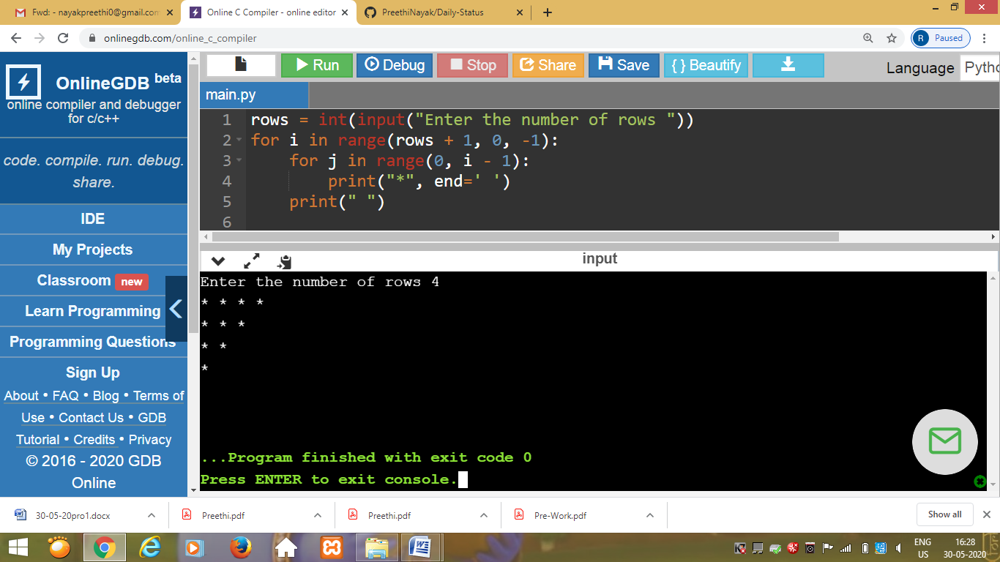 Fwd: - nayakpreethi0@gmail.com
Online C Compiler - online editor
PreethiNayak/Daily-Status
onlinegdb.com/online_c_compiler
R Paused
OnlineGDB beta
online compiler and debugger
for c/c++
code. compile. run. debug.
share.
IDE
My Projects
Classroom new
Learn Programming
Programming Questions
Sign Up
About • FAQ • Blog • Terms of
Use • Contact Us • GDB
Tutorial • Credits • Privacy
© 2016 - 2020 GDB
Online
Run Debug Stop Share Save { } Beautify Language Pytho
main.py
1 rows = int(input("Enter the number of rows "))
2 for i in range(rows + 1, 0, -1):
3     for j in range(0, i - 1):
4         print("*", end=' ')
5     print(" ")
6
input
Enter the number of rows 4
* * * *
* * *
* *
*
...Program finished with exit code 0
Press ENTER to exit console.
30-05-20pro1.docx
Preethi.pdf
Preethi.pdf
Pre-Work.pdf
Show all
ENG
US
16:28
30-05-2020